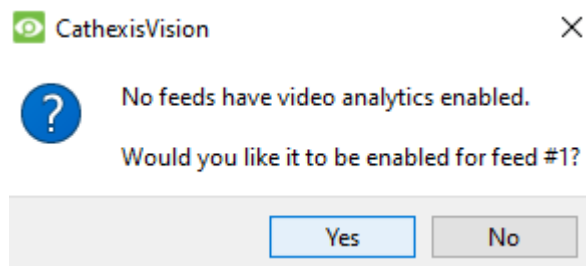 CathexisVision
No feeds have video analytics enabled.
Would you like it to be enabled for feed #1?
Yes
No